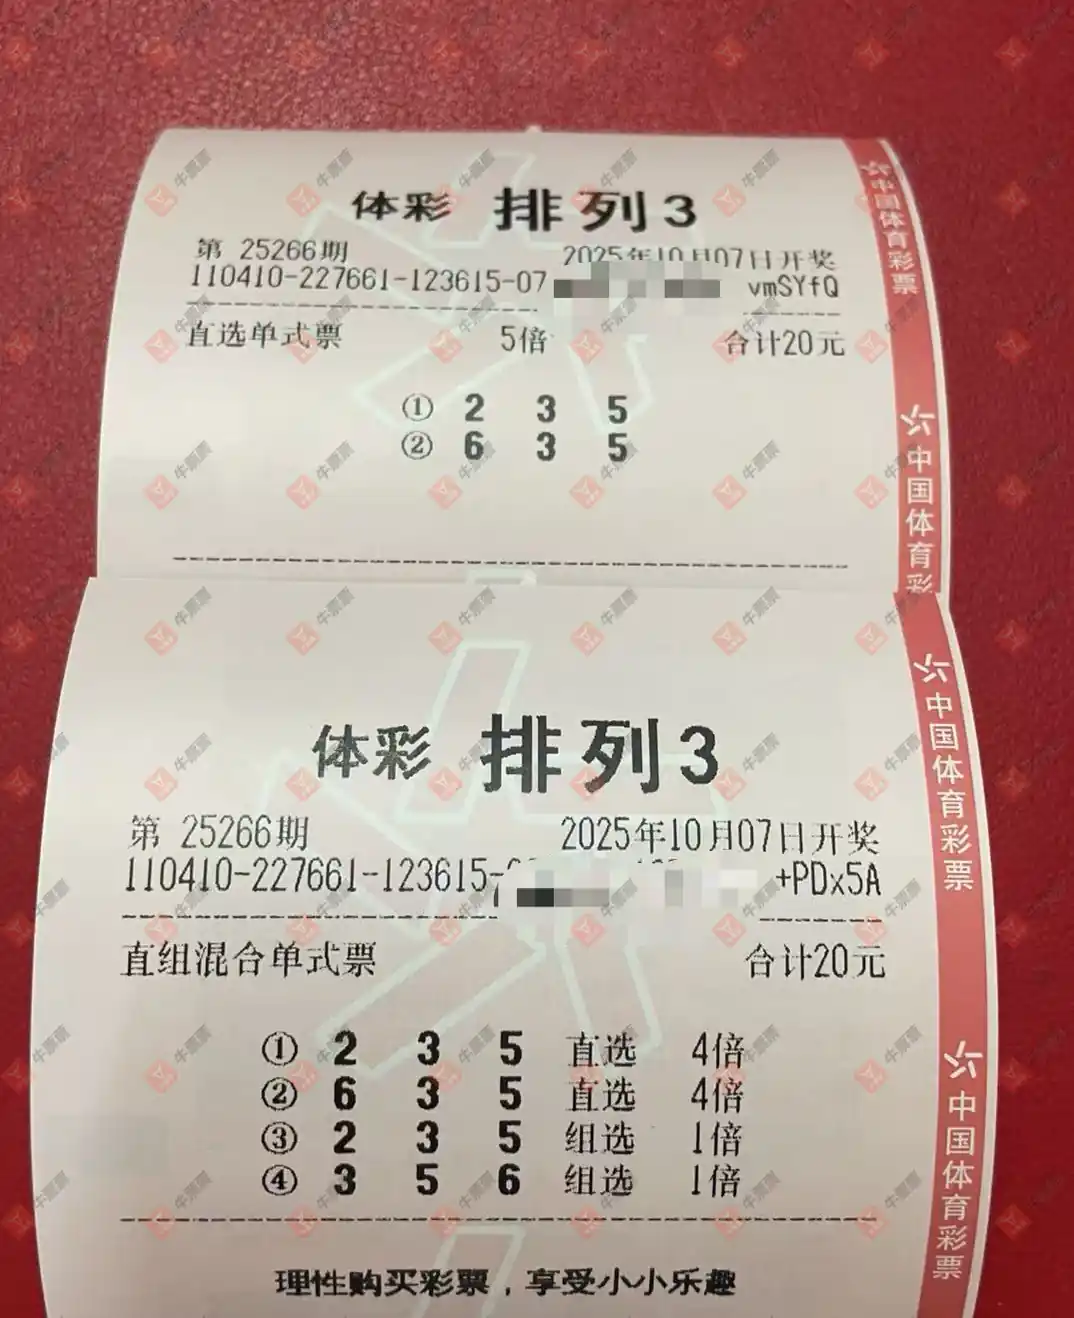 体彩 排列3
第 25266期 2025年10月07日开奖
110410-227661-123615-07 vmSYfQ
直选单式票 5倍 合计20元
① 2 3 5
② 6 3 5
中国体育彩票
中国体育彩
体彩 排列3
第 25266期 2025年10月07日开奖
110410-227661-123615- +PDx5A
直组混合单式票 合计20元
① 2 3 5 直选 4倍
② 6 3 5 直选 4倍
③ 2 3 5 组选 1倍
④ 3 5 6 组选 1倍
理性购买彩票，享受小小乐趣
中国体育彩票
中国体育彩票
牛票票